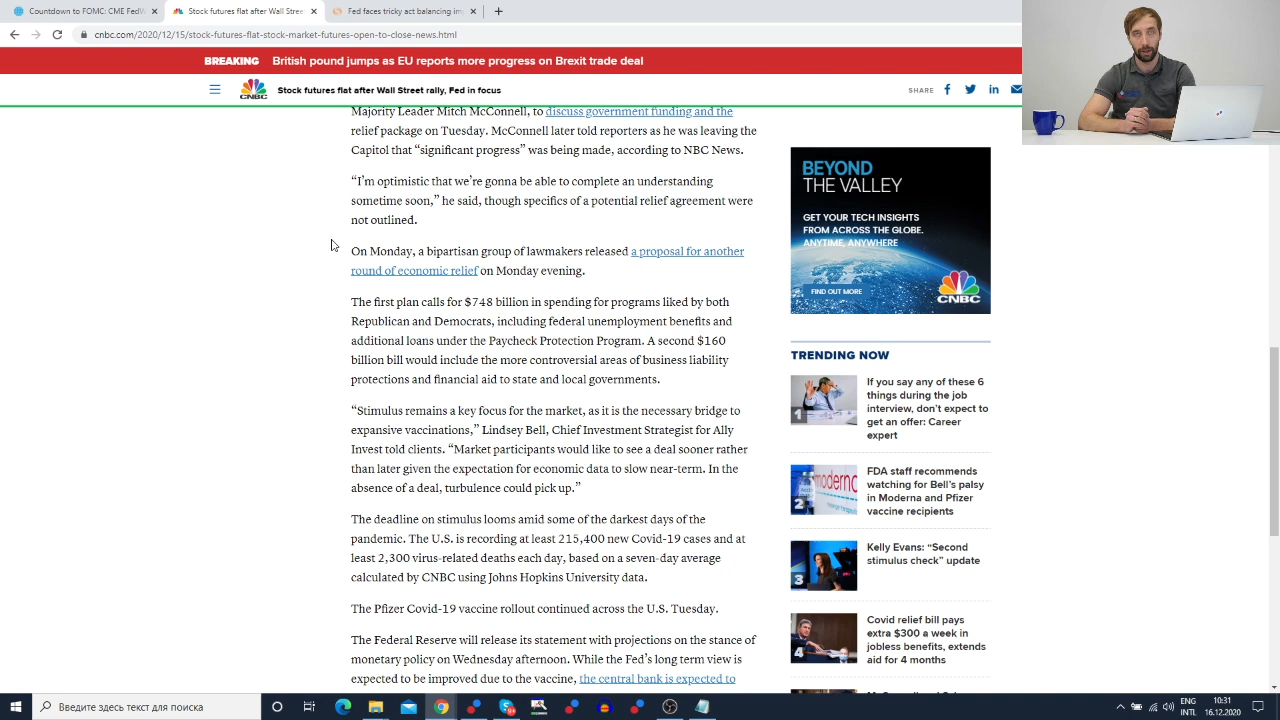 Countdown to FOMC: CME FedW
Stock futures flat after Wall Stre
Majority Fed tricky act balancing im
cnbc.com/2020/12/15/stock-futures-flat-stock-market-futures-open-to-close-news.html
BREAKING British pound jumps as EU reports more progress on Brexit trade deal
CNBC
Stock futures flat after Wall Street rally, Fed in focus
SHARE
Majority Leader Mitch McConnell, to discuss government funding and the
relief package on Tuesday. McConnell later told reporters as he was leaving the
Capitol that “significant progress” was being made, according to NBC News.
“I’m optimistic that we’re gonna be able to complete an understanding
sometime soon,” he said, though specifics of a potential relief agreement were
not outlined.
On Monday, a bipartisan group of lawmakers released a proposal for another
round of economic relief on Monday evening.
The first plan calls for $748 billion in spending for programs liked by both
Republican and Democrats, including federal unemployment benefits and
additional loans under the Paycheck Protection Program. A second $160
billion bill would include the more controversial areas of business liability
protections and financial aid to state and local governments.
“Stimulus remains a key focus for the market, as it is the necessary bridge to
expansive vaccinations,” Lindsey Bell, Chief Investment Strategist for Ally
Invest told clients. “Market participants would like to see a deal sooner rather
than later given the expectation for economic data to slow near-term. In the
absence of a deal, turbulence could pick up.”
The deadline on stimulus looms amid some of the darkest days of the
pandemic. The U.S. is recording at least 215,400 new Covid-19 cases and at
least 2,300 virus-related deaths each day, based on a seven-day average
calculated by CNBC using Johns Hopkins University data.
The Pfizer Covid-19 vaccine rollout continued across the U.S. Tuesday.
The Federal Reserve will release its statement with projections on the stance of
monetary policy on Wednesday afternoon. While the Fed’s long term view is
expected to be improved due to the vaccine, the central bank is expected to
BEYOND
THE VALLEY
GET YOUR TECH INSIGHTS
FROM ACROSS THE GLOBE.
ANYTIME, ANYWHERE
FIND OUT MORE
CNBC
TRENDING NOW
1
If you say any of these 6
things during the job
interview, don’t expect to
get an offer: Career
expert
moderna
2
FDA staff recommends
watching for Bell’s palsy
in Moderna and Pfizer
vaccine recipients
3
Kelly Evans: “Second
stimulus check” update
4
Covid relief bill pays
extra $300 a week in
jobless benefits, extends
aid for 4 months
Введите здесь текст для поиска
ENG
INTL
10:31
16.12.2020